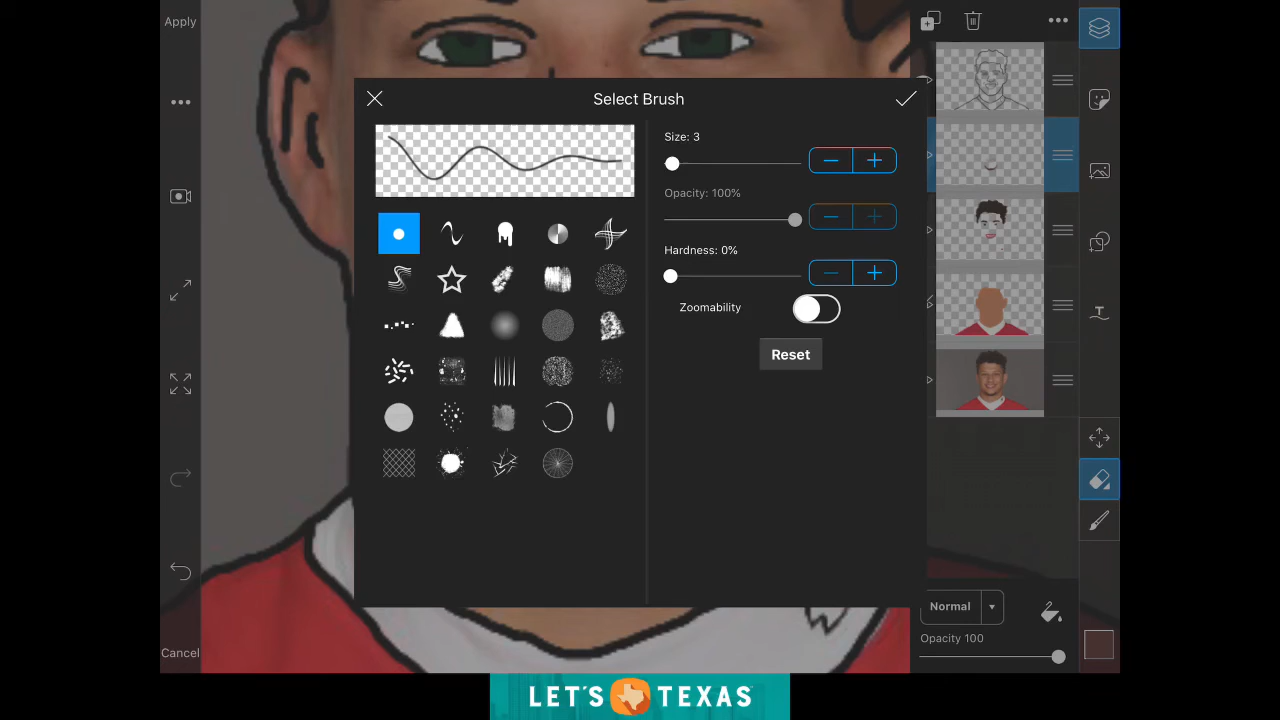 Apply
Select Brush
Size: 3
Opacity: 100%
Hardness: 0%
Zoomability
Reset
Normal
Opacity 100
Cancel
LET'S TEXAS